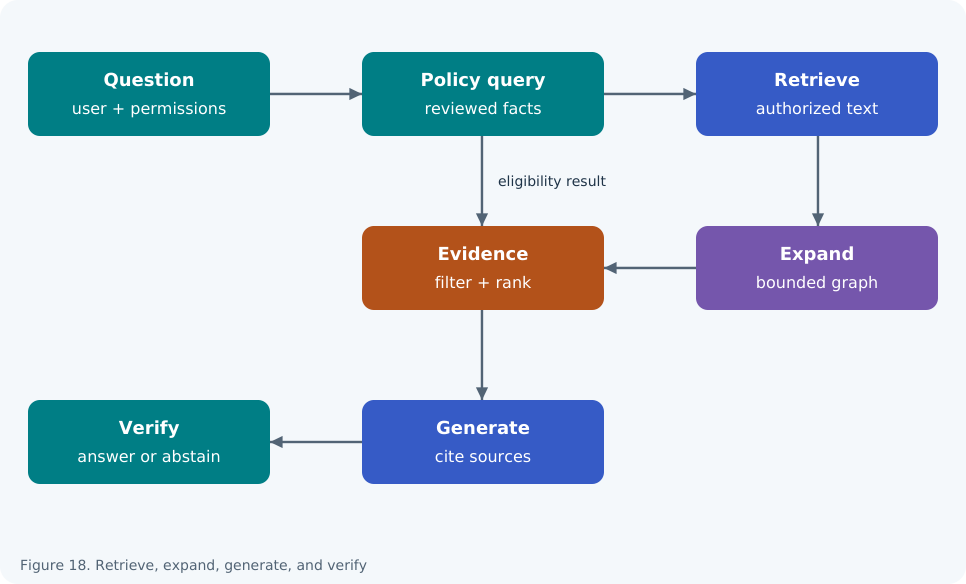 Question
user + permissions
Policy query
reviewed facts
Retrieve
authorized text
eligibility result
Evidence
filter + rank
Expand
bounded graph
Verify
answer or abstain
Generate
cite sources
Figure 18. Retrieve, expand, generate, and verify